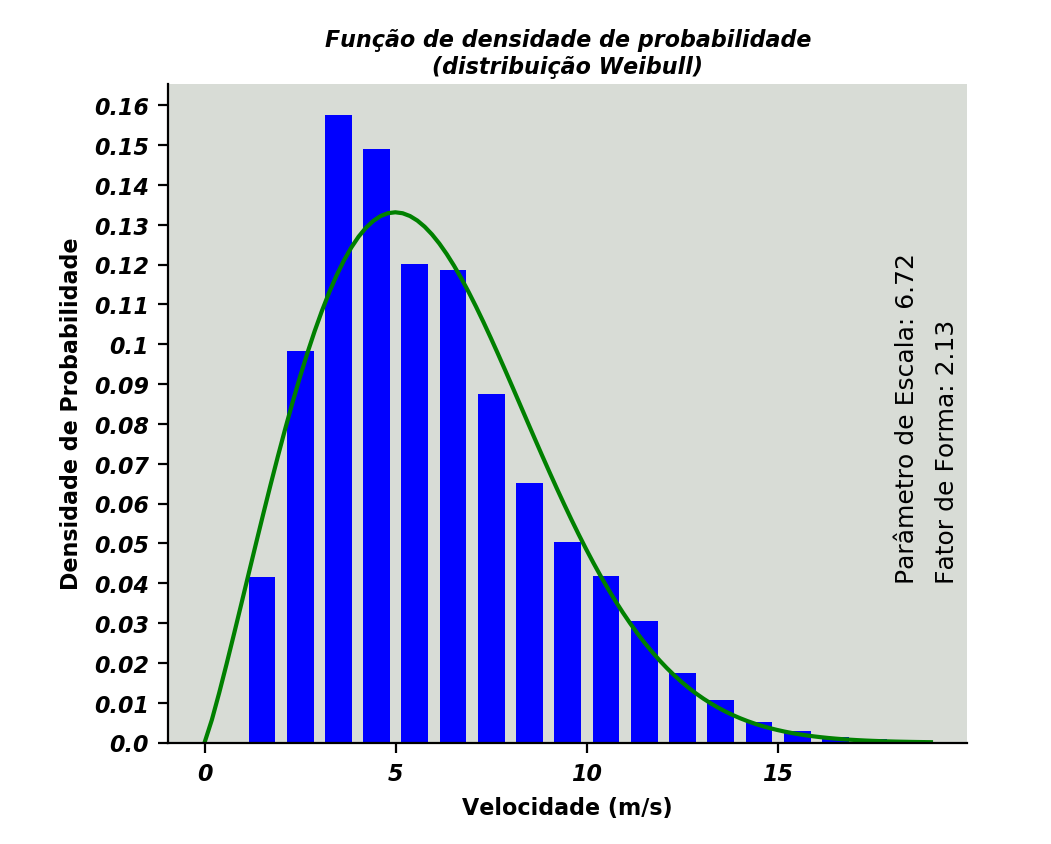 Função de densidade de probabilidade
(distribuição Weibull)
0.16
0.15
0.14
0.13
0.12
0.11
0.1
0.09
0.08
0.07
0.06
0.05
0.04
0.03
0.02
0.01
0.0
Densidade de Probabilidade
Parâmetro de Escala: 6.72
Fator de Forma: 2.13
0 5 10 15
Velocidade (m/s)